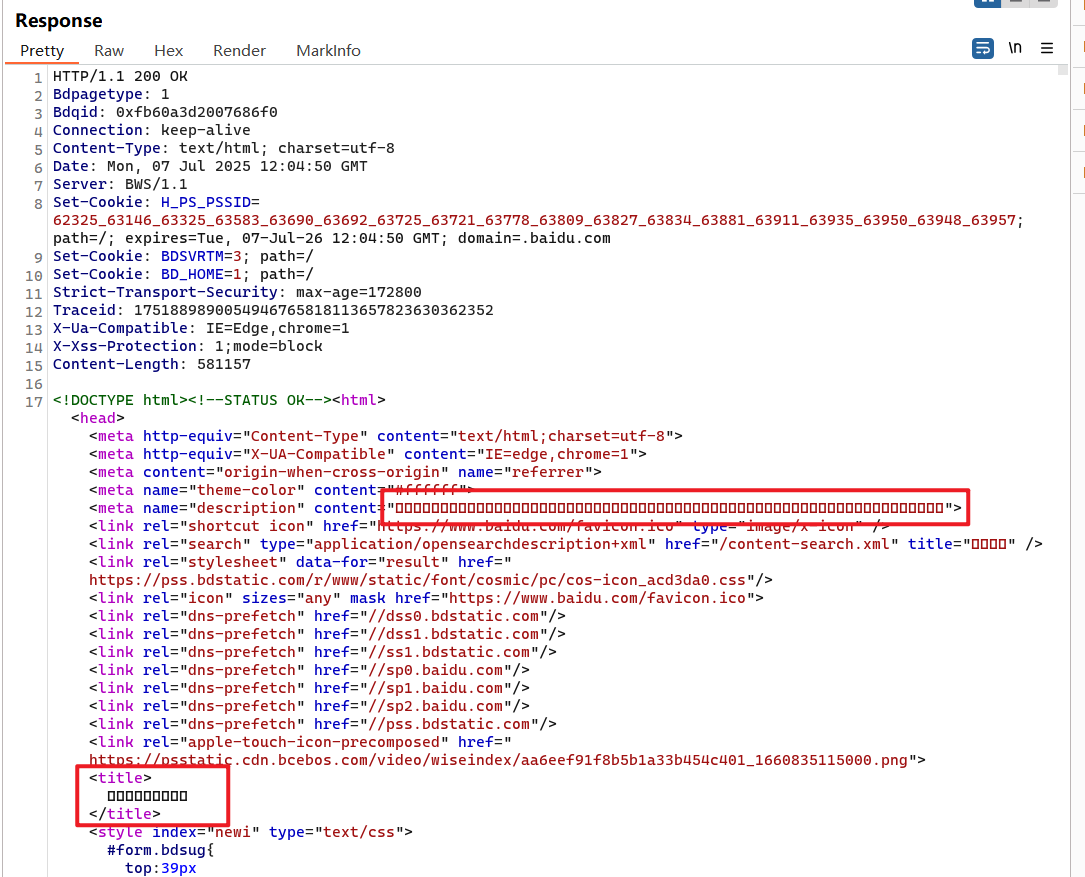 Response
Pretty Raw Hex Render MarkInfo
\n
1 HTTP/1.1 200 OK
2 Bdpagetype: 1
3 Bdqid: 0xfb60a3d2007686f0
4 Connection: keep-alive
5 Content-Type: text/html; charset=utf-8
6 Date: Mon, 07 Jul 2025 12:04:50 GMT
7 Server: BWS/1.1
8 Set-Cookie: H_PS_PSSID=
62325_63146_63325_63583_63690_63692_63725_63721_63778_63809_63827_63834_63881_63911_63935_63950_63948_63957;
path=/; expires=Tue, 07-Jul-26 12:04:50 GMT; domain=.baidu.com
9 Set-Cookie: BDSVRTM=3; path=/
10 Set-Cookie: BD_HOME=1; path=/
11 Strict-Transport-Security: max-age=172800
12 Traceid: 1751889890054946765818113657823630362352
13 X-Ua-Compatible: IE=Edge,chrome=1
14 X-Xss-Protection: 1;mode=block
15 Content-Length: 581157
16
17 <!DOCTYPE html><!--STATUS OK--><html>
<head>
<meta http-equiv="Content-Type" content="text/html;charset=utf-8">
<meta http-equiv="X-UA-Compatible" content="IE=edge,chrome=1">
<meta content="origin-when-cross-origin" name="referrer">
<meta name="theme-color" content="#ffffff">
<meta name="description" content="">
<link rel="shortcut icon" href="https://www.baidu.com/favicon.ico" type="image/x-icon" />
<link rel="search" type="application/opensearchdescription+xml" href="/content-search.xml" title="" />
<link rel="stylesheet" data-for="result" href="
https://pss.bdstatic.com/r/www/static/font/cosmic/pc/cos-icon_acd3da0.css"/>
<link rel="icon" sizes="any" mask href="https://www.baidu.com/favicon.ico">
<link rel="dns-prefetch" href="//dss0.bdstatic.com"/>
<link rel="dns-prefetch" href="//dss1.bdstatic.com"/>
<link rel="dns-prefetch" href="//ss1.bdstatic.com"/>
<link rel="dns-prefetch" href="//sp0.baidu.com"/>
<link rel="dns-prefetch" href="//sp1.baidu.com"/>
<link rel="dns-prefetch" href="//sp2.baidu.com"/>
<link rel="dns-prefetch" href="//pss.bdstatic.com"/>
<link rel="apple-touch-icon-precomposed" href="
https://psstatic.cdn.bcebos.com/video/wiseindex/aa6eef91f8b5b1a33b454c401_1660835115000.png">
<title>
</title>
<style index="newi" type="text/css">
#form.bdsug{
top:39px